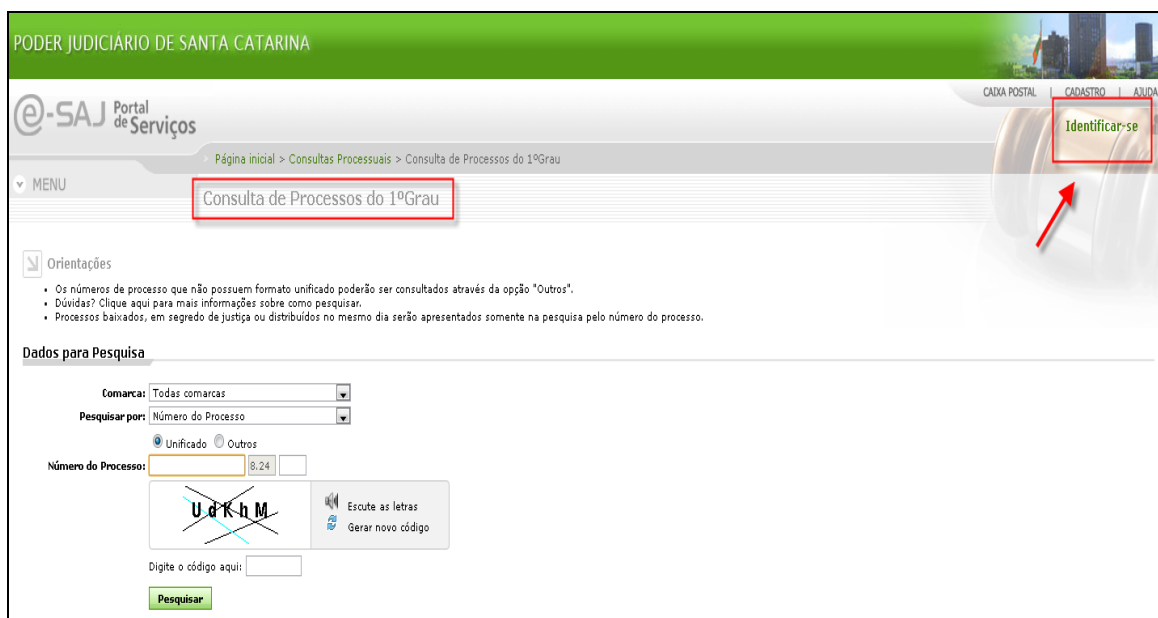 PODER JUDICIÁRIO DE SANTA CATARINA
CAIXA POSTAL | CADASTRO | AJUDA
e-SAJ Portal de Serviços
Identificar-se
Página inicial > Consultas Processuais > Consulta de Processos do 1ºGrau
MENU
Consulta de Processos do 1ºGrau
Orientações
• Os números de processo que não possuem formato unificado poderão ser consultados através da opção "Outros".
• Dúvidas? Clique aqui para mais informações sobre como pesquisar.
• Processos baixados, em segredo de justiça ou distribuídos no mesmo dia serão apresentados somente na pesquisa pelo número do processo.
Dados para Pesquisa
Comarca: Todas comarcas
Pesquisar por: Número do Processo
Unificado Outros
Número do Processo: 8.24
UdKhM
Escute as letras
Gerar novo código
Digite o código aqui:
Pesquisar